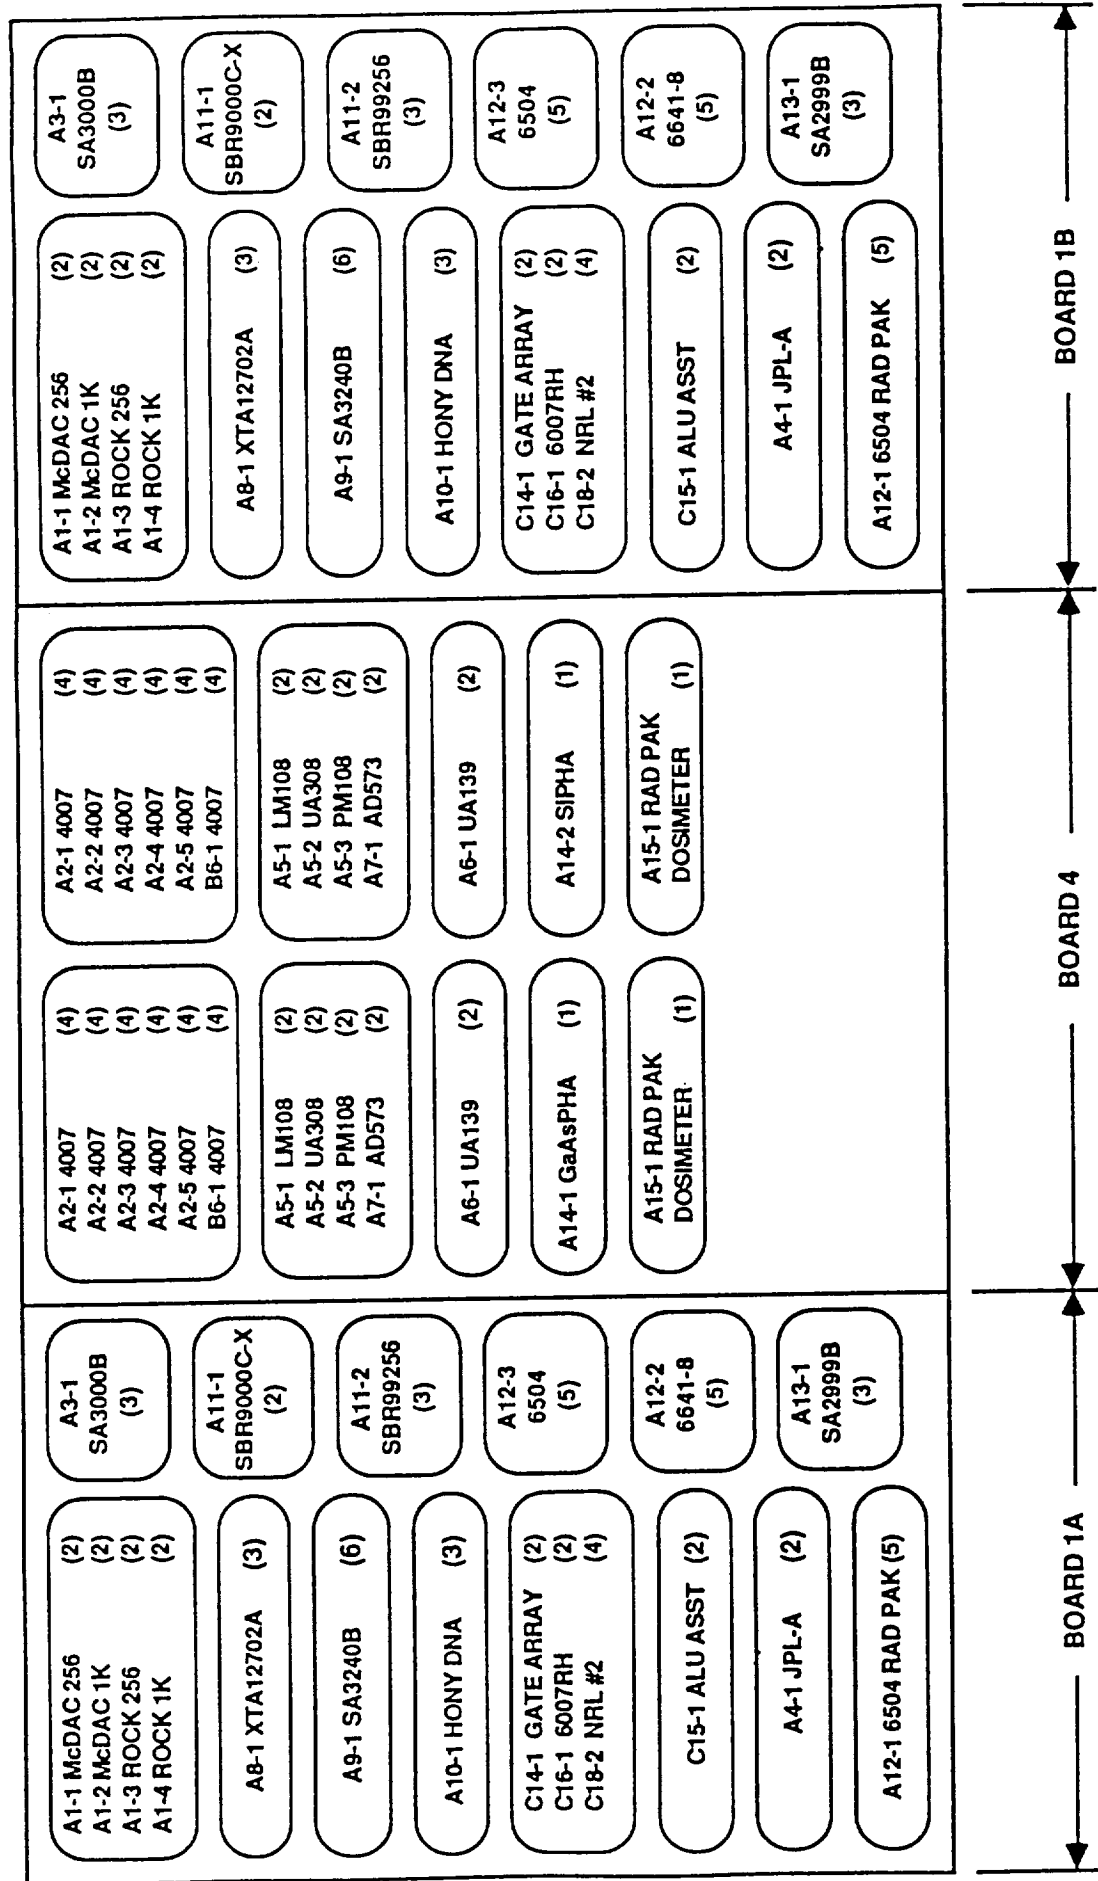 A1-1 McDAC 256 (2)
A1-2 McDAC 1K (2)
A1-3 ROCK 256 (2)
A1-4 ROCK 1K (2)
A8-1 XTA12702A (3)
A9-1 SA3240B (6)
A10-1 HONY DNA (3)
C14-1 GATE ARRAY (2)
C16-1 6007RH (2)
C18-2 NRL #2 (4)
C15-1 ALU ASST (2)
A4-1 JPL-A (2)
A12-1 6504 RAD PAK (5)
A3-1
SA3000B
(3)
A11-1
SBR9000C-X
(2)
A11-2
SBR99256
(3)
A12-3
6504
(5)
A12-2
6641-8
(5)
A13-1
SA2999B
(3)
BOARD 1A
A2-1 4007 (4)
A2-2 4007 (4)
A2-3 4007 (4)
A2-4 4007 (4)
A2-5 4007 (4)
B6-1 4007 (4)
A5-1 LM108 (2)
A5-2 UA308 (2)
A5-3 PM108 (2)
A7-1 AD573 (2)
A6-1 UA139 (2)
A14-1 GaAsPHA (1)
A15-1 RAD PAK
DOSIMETER (1)
A2-1 4007 (4)
A2-2 4007 (4)
A2-3 4007 (4)
A2-4 4007 (4)
A2-5 4007 (4)
B6-1 4007 (4)
A5-1 LM108 (2)
A5-2 UA308 (2)
A5-3 PM108 (2)
A7-1 AD573 (2)
A6-1 UA139 (2)
A14-2 SIPHA (1)
A15-1 RAD PAK
DOSIMETER (1)
BOARD 4
A1-1 McDAC 256 (2)
A1-2 McDAC 1K (2)
A1-3 ROCK 256 (2)
A1-4 ROCK 1K (2)
A8-1 XTA12702A (3)
A9-1 SA3240B (6)
A10-1 HONY DNA (3)
C14-1 GATE ARRAY (2)
C16-1 6007RH (2)
C18-2 NRL #2 (4)
C15-1 ALU ASST (2)
A4-1 JPL-A (2)
A12-1 6504 RAD PAK (5)
A3-1
SA3000B
(3)
A11-1
SBR9000C-X
(2)
A11-2
SBR99256
(3)
A12-3
6504
(5)
A12-2
6641-8
(5)
A13-1
SA2999B
(3)
BOARD 1B